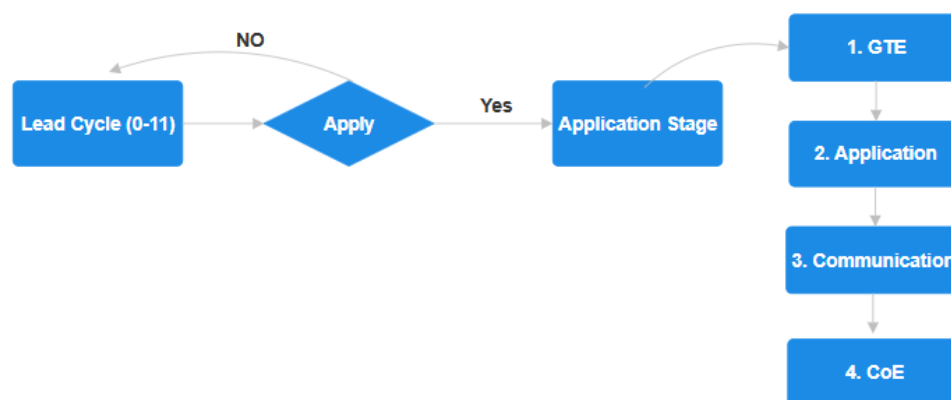 NO
Lead Cycle (0-11)
Apply
Yes
Application Stage
1. GTE
2. Application
3. Communication
4. CoE